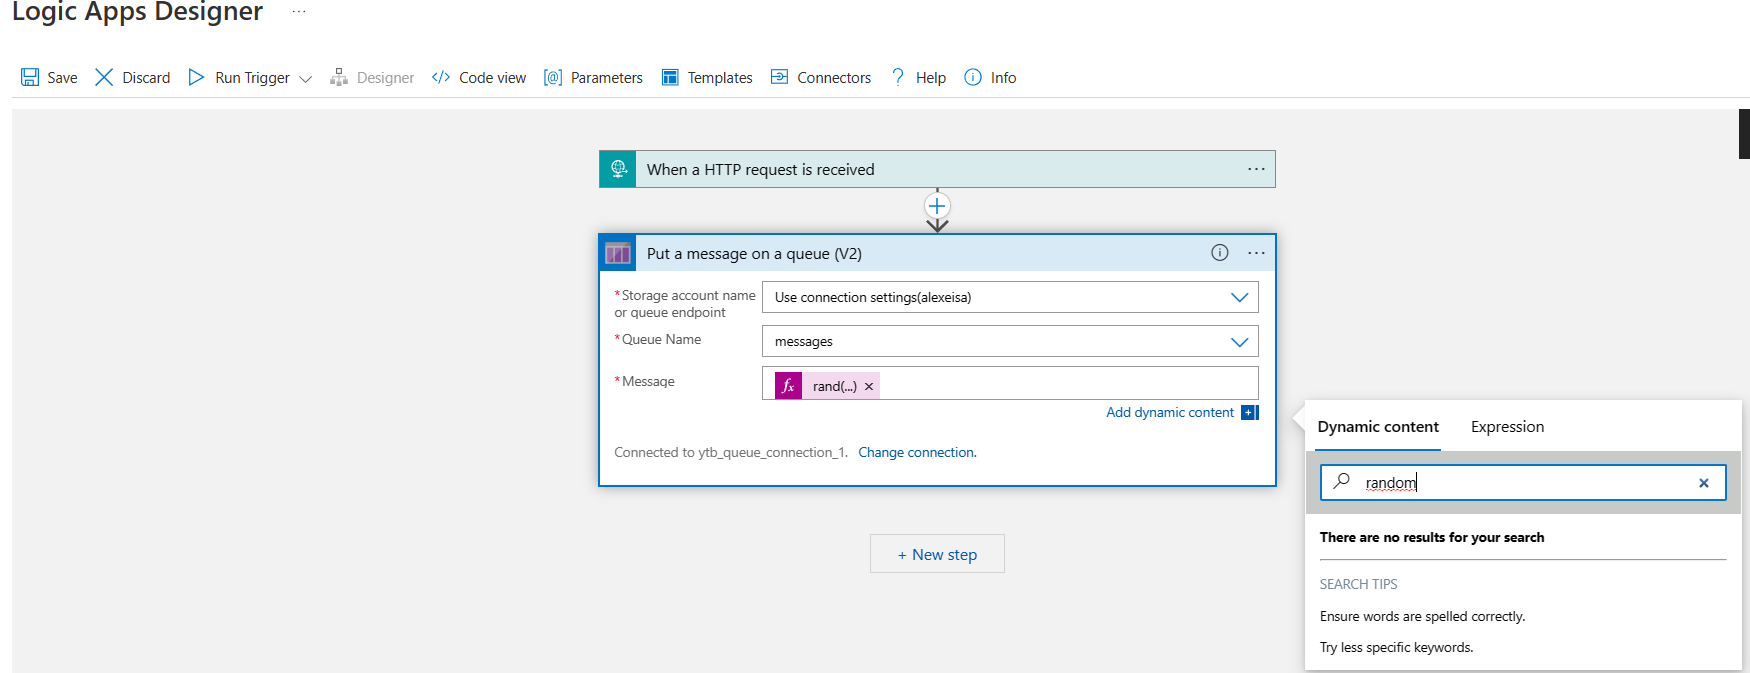 Logic Apps Designer ...
Save Discard Run Trigger Designer Code view Parameters Templates Connectors Help Info
When a HTTP request is received
Put a message on a queue (V2)
*Storage account name or queue endpoint
Use connection settings(alexeisa)
*Queue Name
messages
*Message
fx rand(...) ×
Add dynamic content
Connected to ytb_queue_connection_1. Change connection.
+ New step
Dynamic content Expression
random
There are no results for your search
SEARCH TIPS
Ensure words are spelled correctly.
Try less specific keywords.